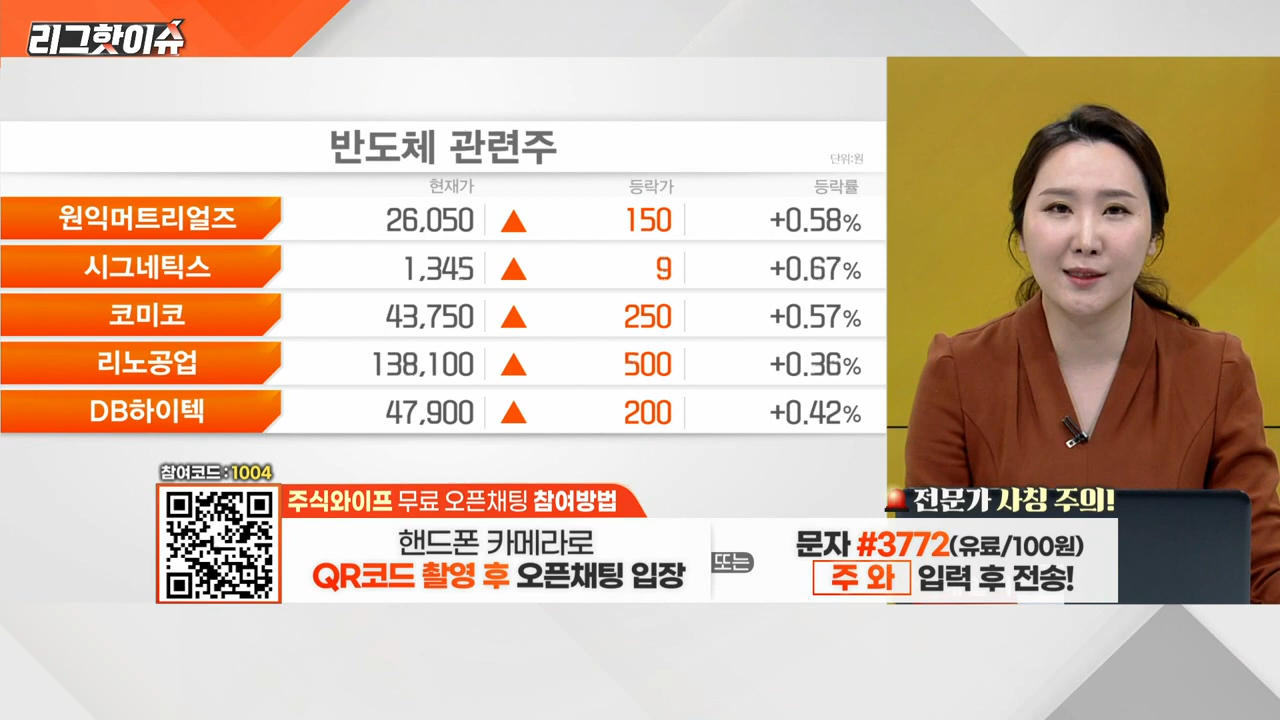 리그핫이슈
반도체 관련주
단위:원
현재가 등락가 등락률
원익머트리얼즈 26,050 ▲ 150 +0.58%
시그네틱스 1,345 ▲ 9 +0.67%
코미코 43,750 ▲ 250 +0.57%
리노공업 138,100 ▲ 500 +0.36%
DB하이텍 47,900 ▲ 200 +0.42%
참여코드:1004
주식와이프 무료 오픈채팅 참여방법
핸드폰 카메라로
QR코드 촬영 후 오픈채팅 입장
또는
전문가 사칭 주의!
문자 #3772(유료/100원)
주 와 입력 후 전송!